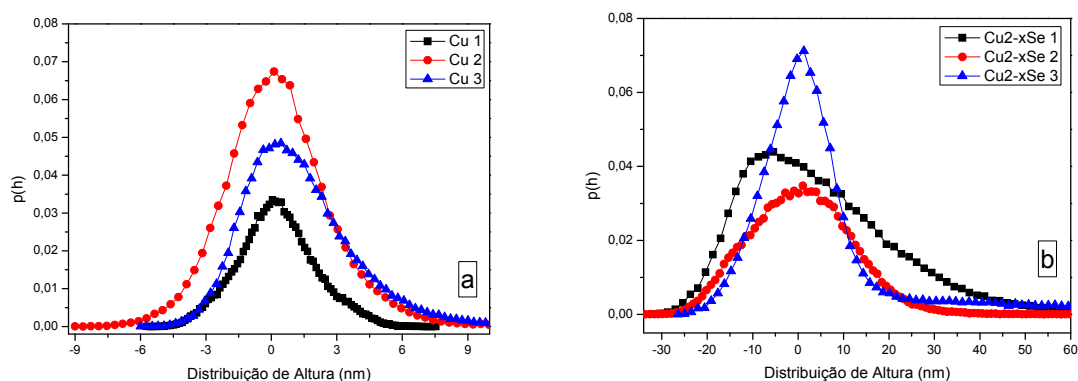 0,08
0,07
0,06
0,05
0,04
0,03
0,02
0,01
0,00
p(h)
Cu 1
Cu 2
Cu 3
a
-9 -6 -3 0 3 6 9
Distribuição de Altura (nm)
0,08
0,06
0,04
0,02
0,00
p(h)
Cu2-xSe 1
Cu2-xSe 2
Cu2-xSe 3
b
-30 -20 -10 0 10 20 30 40 50 60
Distribuição de Altura (nm)